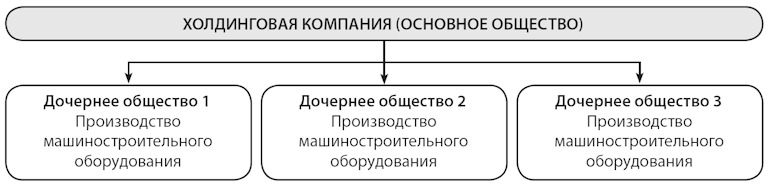 ХОЛДИНГОВАЯ КОМПАНИЯ (ОСНОВНОЕ ОБЩЕСТВО)
Дочернее общество 1
Производство
машиностроительного
оборудования
Дочернее общество 2
Производство
машиностроительного
оборудования
Дочернее общество 3
Производство
машиностроительного
оборудования